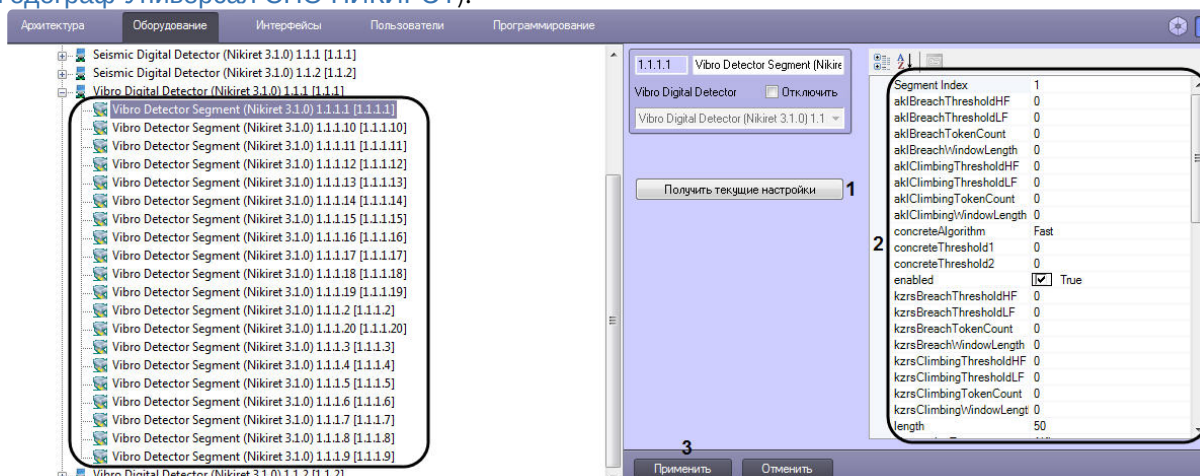 Годограф-Универсал СПО НИКИРЭТ).
Архитектура Оборудование Интерфейсы Пользователи Программирование
Seismic Digital Detector (Nikiret 3.1.0) 1.1.1 [1.1.1]
Seismic Digital Detector (Nikiret 3.1.0) 1.1.2 [1.1.2]
Vibro Digital Detector (Nikiret 3.1.0) 1.1.1 [1.1.1]
Vibro Detector Segment (Nikiret 3.1.0) 1.1.1.1 [1.1.1.1]
Vibro Detector Segment (Nikiret 3.1.0) 1.1.1.10 [1.1.1.10]
Vibro Detector Segment (Nikiret 3.1.0) 1.1.1.11 [1.1.1.11]
Vibro Detector Segment (Nikiret 3.1.0) 1.1.1.12 [1.1.1.12]
Vibro Detector Segment (Nikiret 3.1.0) 1.1.1.13 [1.1.1.13]
Vibro Detector Segment (Nikiret 3.1.0) 1.1.1.14 [1.1.1.14]
Vibro Detector Segment (Nikiret 3.1.0) 1.1.1.15 [1.1.1.15]
Vibro Detector Segment (Nikiret 3.1.0) 1.1.1.16 [1.1.1.16]
Vibro Detector Segment (Nikiret 3.1.0) 1.1.1.17 [1.1.1.17]
Vibro Detector Segment (Nikiret 3.1.0) 1.1.1.18 [1.1.1.18]
Vibro Detector Segment (Nikiret 3.1.0) 1.1.1.19 [1.1.1.19]
Vibro Detector Segment (Nikiret 3.1.0) 1.1.1.2 [1.1.1.2]
Vibro Detector Segment (Nikiret 3.1.0) 1.1.1.20 [1.1.1.20]
Vibro Detector Segment (Nikiret 3.1.0) 1.1.1.3 [1.1.1.3]
Vibro Detector Segment (Nikiret 3.1.0) 1.1.1.4 [1.1.1.4]
Vibro Detector Segment (Nikiret 3.1.0) 1.1.1.5 [1.1.1.5]
Vibro Detector Segment (Nikiret 3.1.0) 1.1.1.6 [1.1.1.6]
Vibro Detector Segment (Nikiret 3.1.0) 1.1.1.7 [1.1.1.7]
Vibro Detector Segment (Nikiret 3.1.0) 1.1.1.8 [1.1.1.8]
Vibro Detector Segment (Nikiret 3.1.0) 1.1.1.9 [1.1.1.9]
Vibro Digital Detector (Nikiret 3.1.0) 1.1.2 [1.1.2]
1.1.1.1 Vibro Detector Segment (Nikire
Vibro Digital Detector Отключить
Vibro Digital Detector (Nikiret 3.1.0) 1.1
Получить текущие настройки 1
Segment Index 1
aklBreachThresholdHF 0
aklBreachThresholdLF 0
aklBreachTokenCount 0
aklBreachWindowLength 0
aklClimbingThresholdHF 0
aklClimbingThresholdLF 0
aklClimbingTokenCount 0
aklClimbingWindowLength 0
concreteAlgorithm Fast
2 concreteThreshold1 0
concreteThreshold2 0
enabled True
kzrsBreachThresholdHF 0
kzrsBreachThresholdLF 0
kzrsBreachTokenCount 0
kzrsBreachWindowLength 0
kzrsClimbingThresholdHF 0
kzrsClimbingThresholdLF 0
kzrsClimbingTokenCount 0
kzrsClimbingWindowLengt 0
length 50
3
Применить Отменить